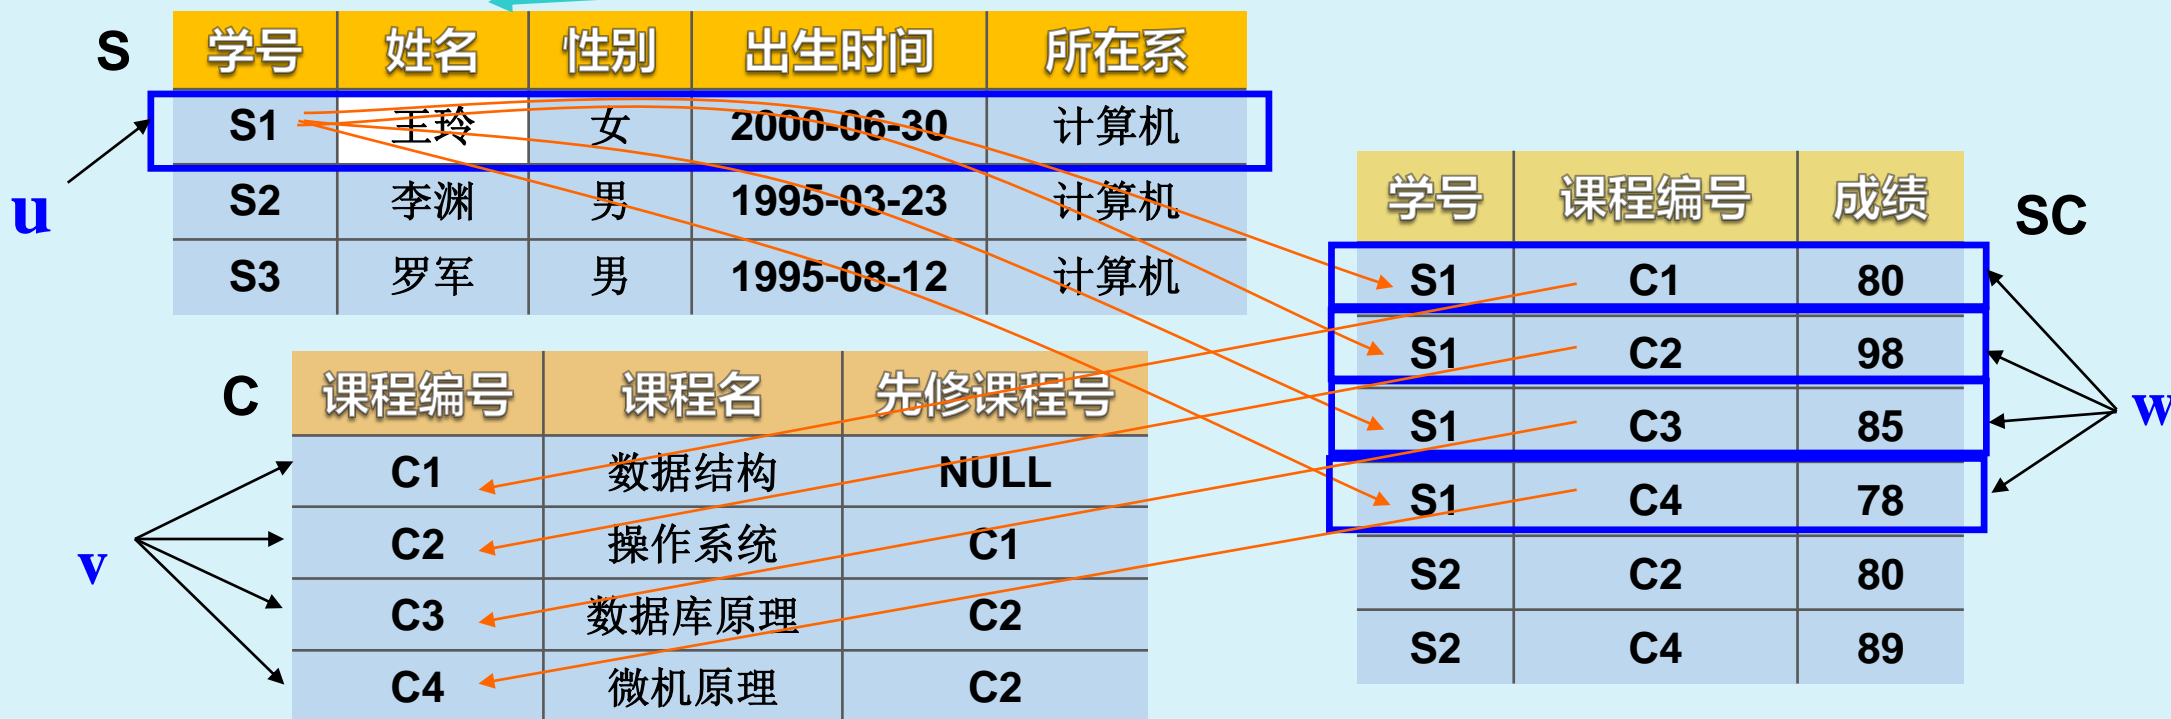 S
学号 姓名 性别 出生时间 所在系
S1 王玲 女 2000-06-30 计算机
S2 李渊 男 1995-03-23 计算机
S3 罗军 男 1995-08-12 计算机
u
C
课程编号 课程名 先修课程号
C1 数据结构 NULL
C2 操作系统 C1
C3 数据库原理 C2
C4 微机原理 C2
v
SC
学号 课程编号 成绩
S1 C1 80
S1 C2 98
S1 C3 85
S1 C4 78
S2 C2 80
S2 C4 89
w